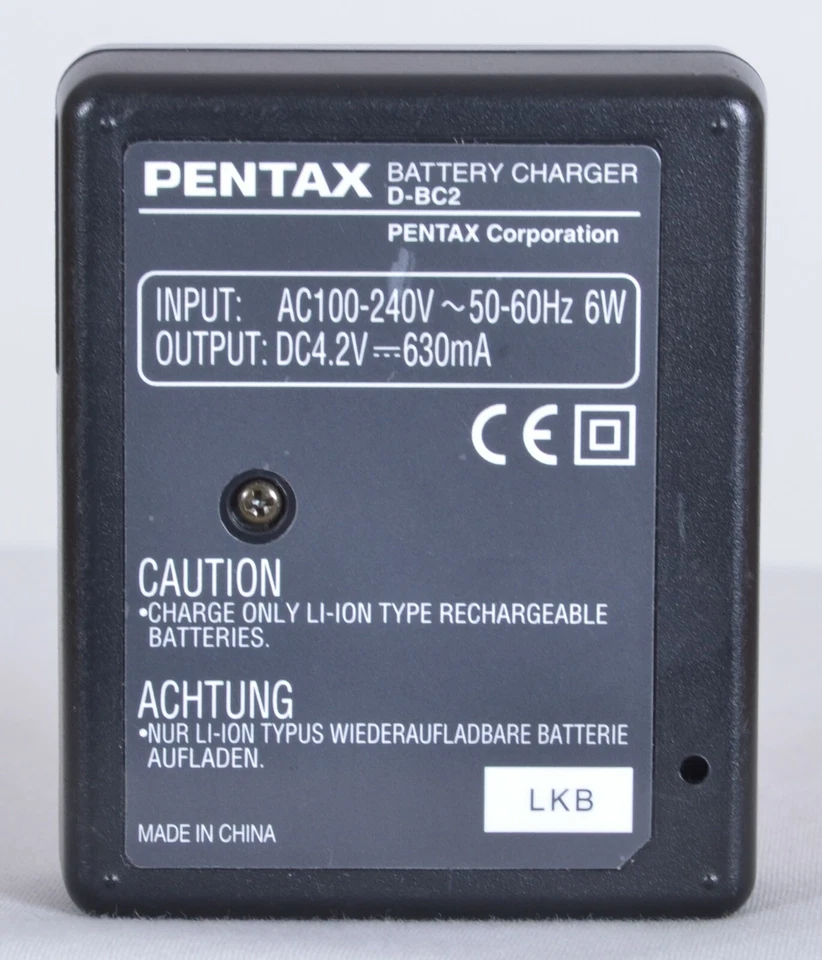 PENTAX BATTERY CHARGER
D-BC2
PENTAX Corporation
INPUT: AC100-240V ~ 50-60Hz 6W
OUTPUT: DC4.2V ⎓ 630mA
CE
CAUTION
•CHARGE ONLY LI-ION TYPE RECHARGEABLE
BATTERIES.
ACHTUNG
•NUR LI-ION TYPUS WIEDERAUFLADBARE BATTERIE
AUFLADEN.
LKB
MADE IN CHINA